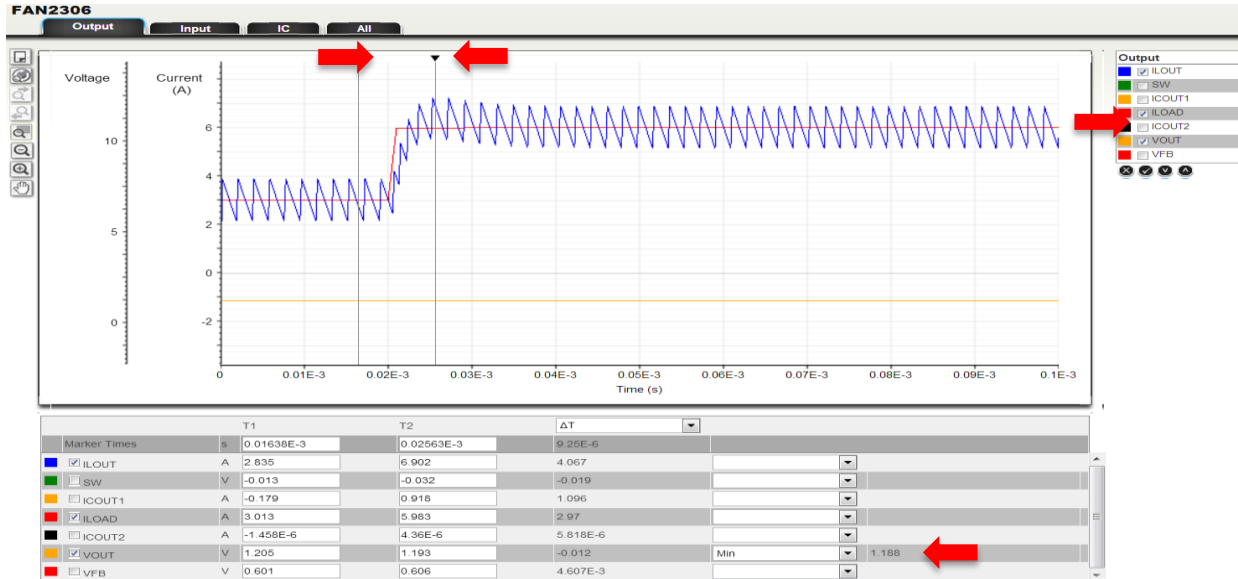 FAN2306
Output Input IC All
Voltage Current (A)
10
5
0
6
4
2
0
-2
0 0.01E-3 0.02E-3 0.03E-3 0.04E-3 0.05E-3 0.06E-3 0.07E-3 0.08E-3 0.09E-3 0.1E-3
Time (s)
Output
ILOUT
SW
ICOUT1
ILOAD
ICOUT2
VOUT
VFB
T1 T2 ΔT
Marker Times s 0.01638E-3 0.02563E-3 9.25E-6
ILOUT A 2.835 6.902 4.067
SW V -0.013 -0.032 -0.019
ICOUT1 A -0.179 0.918 1.096
ILOAD A 3.013 5.983 2.97
ICOUT2 A -1.458E-6 4.36E-6 5.818E-6
VOUT V 1.205 1.193 -0.012 Min 1.188
VFB V 0.601 0.606 4.607E-3